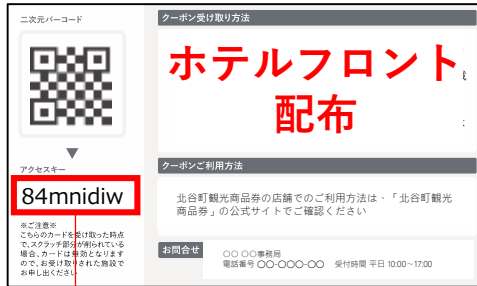 二次元バーコード
アクセスキー
84mnidiw
※ご注意※
こちらのカードを受け取った時点
で、スクラッチ部分が削られている
場合、カードは無効となります
ので、お受け取りされた施設で
お申し出ください
クーポン受け取り方法
ホテルフロント
配布
クーポンご利用方法
北谷町観光商品券の店舗でのご利用方法は、「北谷町観光
商品券」の公式サイトでご確認ください
お問合せ
○○ ○○事務局
電話番号 ○○-○○○-○○ 受付時間 平日 10:00~17:00